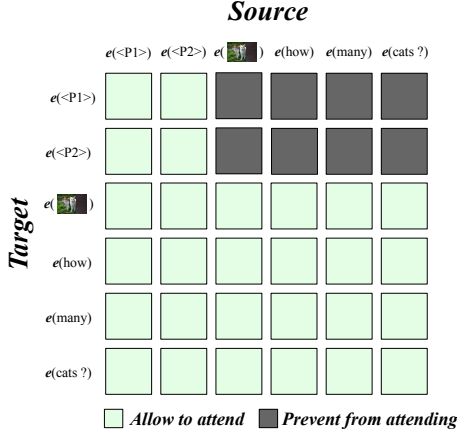 Source
e(<P1>) e(<P2>) e( ) e(how) e(many) e(cats ?)
e(<P1>)
e(<P2>)
e( )
e(how)
e(many)
e(cats ?)
Target
Allow to attend Prevent from attending